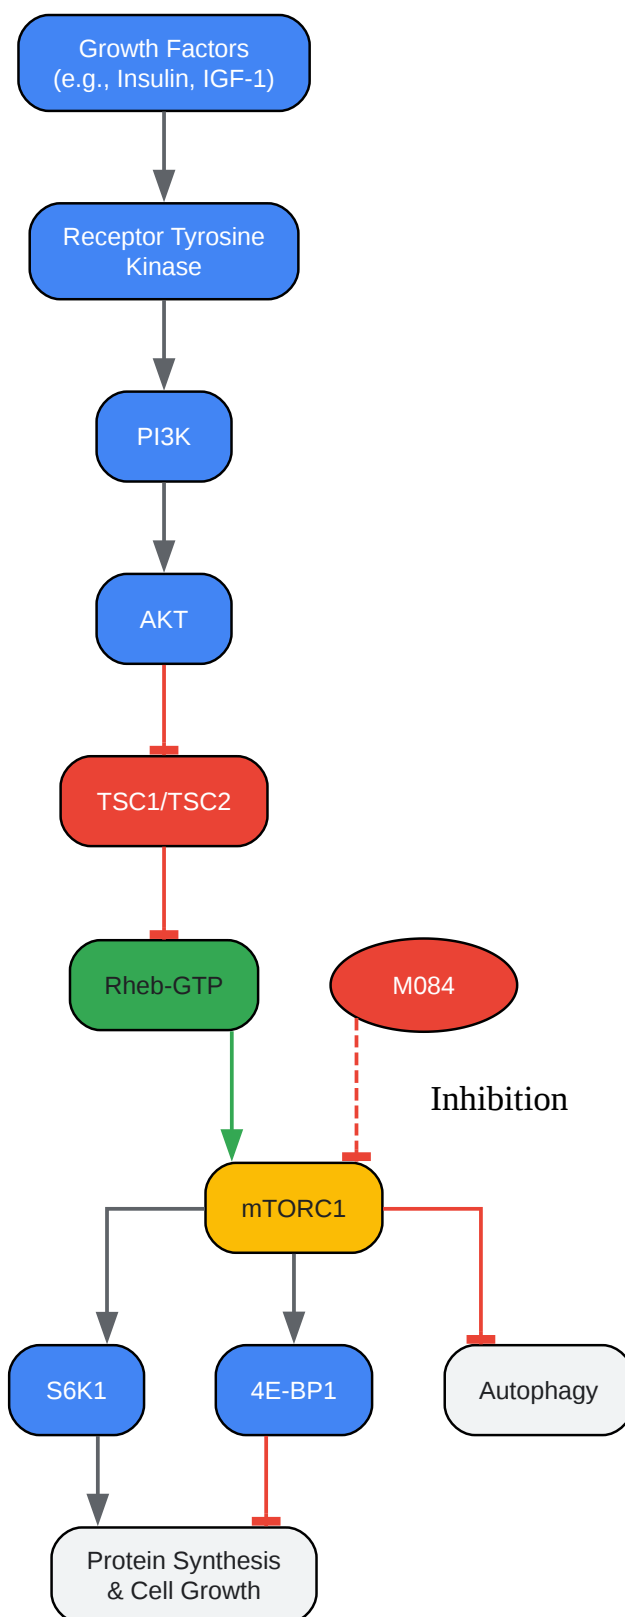 Growth Factors
(e.g., Insulin, IGF-1)
Receptor Tyrosine
Kinase
PI3K
AKT
TSC1/TSC2
Rheb-GTP
M084
Inhibition
mTORC1
S6K1
4E-BP1
Autophagy
Protein Synthesis
& Cell Growth